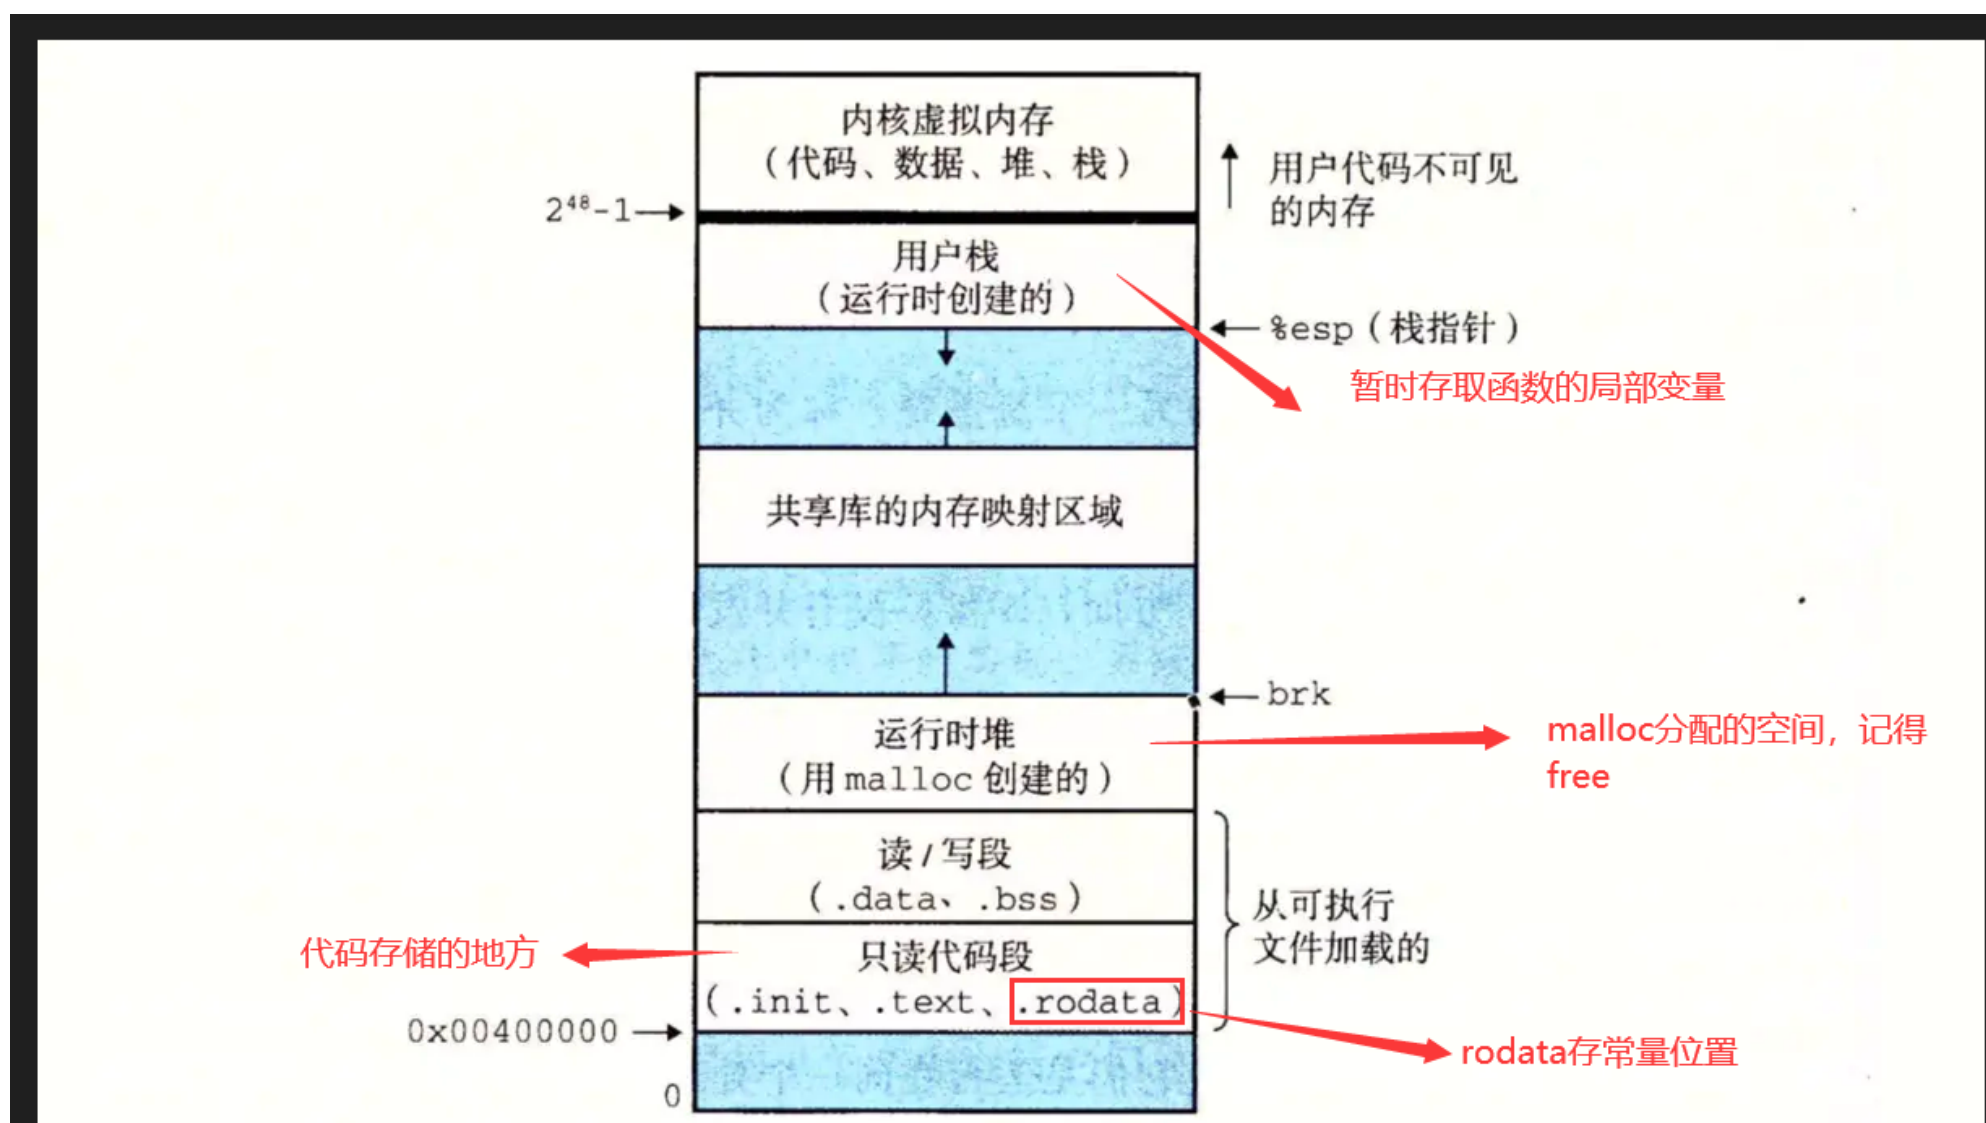 内核虚拟内存
（代码、数据、堆、栈）
用户代码不可见
的内存
2⁴⁸-1
用户栈
（运行时创建的）
%esp（栈指针）
暂时存取函数的局部变量
共享库的内存映射区域
brk
运行时堆
（用 malloc 创建的）
malloc分配的空间，记得
free
读/写段
（.data、.bss）
从可执行
文件加载的
代码存储的地方
只读代码段
（.init、.text、.rodata）
0x00400000
rodata存常量位置
0